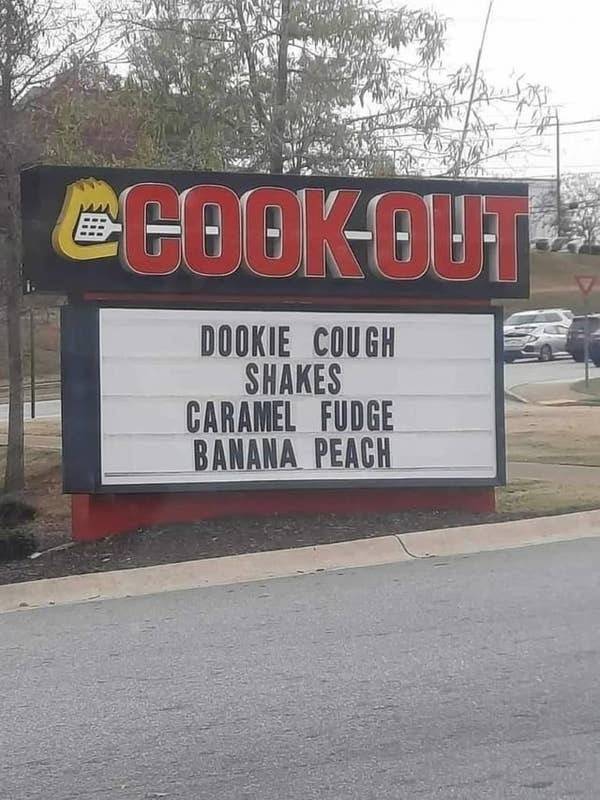 COOK-OUT
DOOKIE COUGH
SHAKES
CARAMEL FUDGE
BANANA PEACH